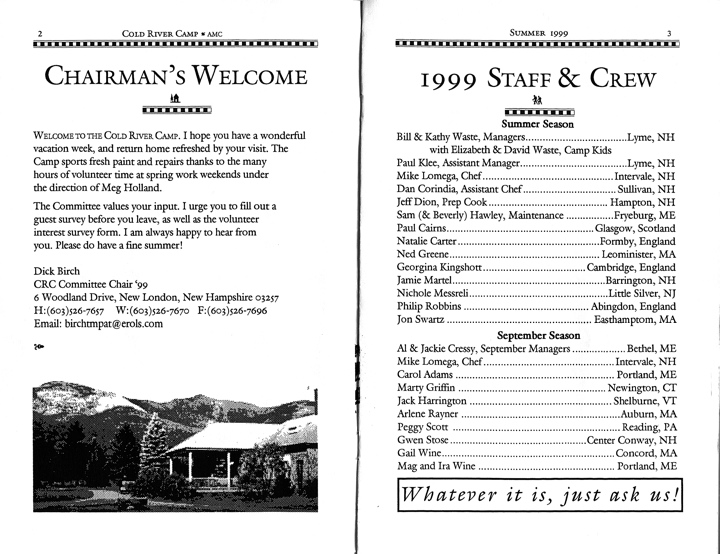 2 COLD RIVER CAMP • AMC
CHAIRMAN'S WELCOME
WELCOME TO THE COLD RIVER CAMP. I hope you have a wonderful
vacation week, and return home refreshed by your visit. The
Camp sports fresh paint and repairs thanks to the many
hours of volunteer time at spring work weekends under
the direction of Meg Holland.
The Committee values your input. I urge you to fill out a
guest survey before you leave, as well as the volunteer
interest survey form. I am always happy to hear from
you. Please do have a fine summer!
Dick Birch
CRC Committee Chair '99
6 Woodland Drive, New London, New Hampshire 03257
H:(603)526-7657 W:(603)526-7670 F:(603)526-7696
Email: birchtmpat@erols.com
SUMMER 1999 3
1999 STAFF & CREW
Summer Season
Bill & Kathy Waste, Managers....................................Lyme, NH
with Elizabeth & David Waste, Camp Kids
Paul Klee, Assistant Manager....................................Lyme, NH
Mike Lomega, Chef............................................Intervale, NH
Dan Corindia, Assistant Chef..............................Sullivan, NH
Jeff Dion, Prep Cook ........................................ Hampton, NH
Sam (& Beverly) Hawley, Maintenance ................Fryeburg, ME
Paul Cairns..................................................Glasgow, Scotland
Natalie Carter...............................................Formby, England
Ned Greene..................................................Leominister, MA
Georgina Kingshott...................................Cambridge, England
Jamie Martel..................................................Barrington, NH
Nichole Messreli.............................................Little Silver, NJ
Philip Robbins .......................................... Abingdon, England
Jon Swartz ................................................ Easthampton, MA
September Season
Al & Jackie Cressy, September Managers ..................Bethel, ME
Mike Lomega, Chef............................................Intervale, NH
Carol Adams .................................................... Portland, ME
Marty Griffin ................................................ Newington, CT
Jack Harrington ................................................ Shelburne, VT
Arlene Rayner ....................................................Auburn, MA
Peggy Scott ...................................................... Reading, PA
Gwen Stose..............................................Center Conway, NH
Gail Wine..........................................................Concord, MA
Mag and Ira Wine .............................................. Portland, ME
Whatever it is, just ask us!